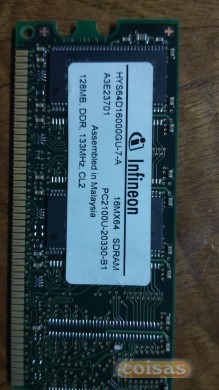 Infineon
HYS64D16000GU-7-A 16MX64 SDRAM
A3E23701 PC2100U-20330-B1
Assembled in Malaysia
128MB, DDR, 133MHz, CL2
coisas